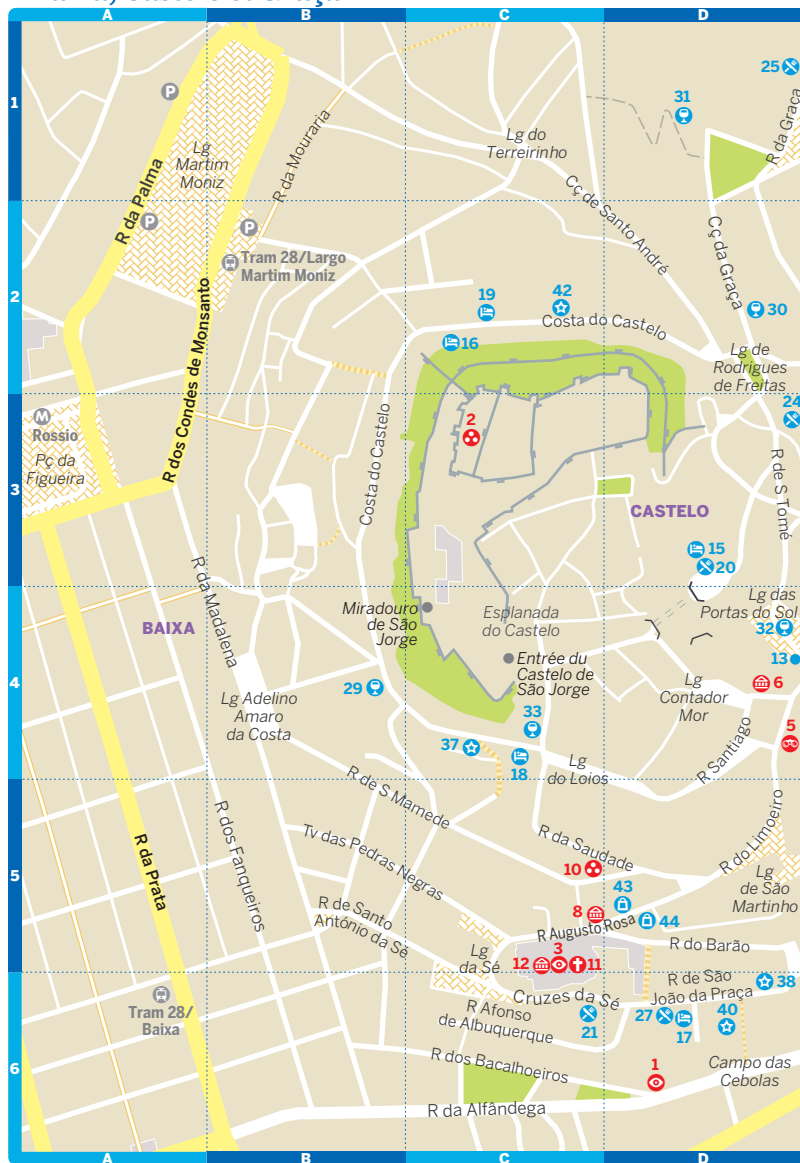 A
B
C
D
1
2
3
4
5
6
P
P
P
25
31
R da Graça
Lg
Martim
Moniz
R da Mouraria
Lg do
Terreirinho
R da Palma
Cç de Santo André
Cç da Graça
Tram 28/Largo
Martim Moniz
19
42
30
Costa do Castelo
16
Lg de
Rodrigues
de Freitas
R dos Condes de Monsanto
24
M
Rossio
Pç da
Figueira
2
Costa do Castelo
R de S Tomé
CASTELO
15
20
R da Madalena
Miradouro
de São
Jorge
Esplanada
do Castelo
Lg das
Portas do Sol
32
BAIXA
13
Entrée du
Castelo de
São Jorge
6
29
Lg Adelino
Amaro
da Costa
Lg
Contador
Mor
33
5
37
18
Lg
do Loios
R Santiago
R de S Mamede
R do Limoeiro
R dos Fanqueiros
Tv das Pedras Negras
R da Saudade
R da Prata
10
Lg
de São
Martinho
43
8
44
R de Santo
António da Sé
R Augusto Rosa
R do Barão
Lg
da Sé
12
3
11
R de São
João da Praça
38
Cruzes da Sé
Tram 28/
Baixa
R Afonso
de Albuquerque
21
27
17
40
R dos Bacalhoeiros
1
Campo das
Cebolas
R da Alfândega
A
B
C
D